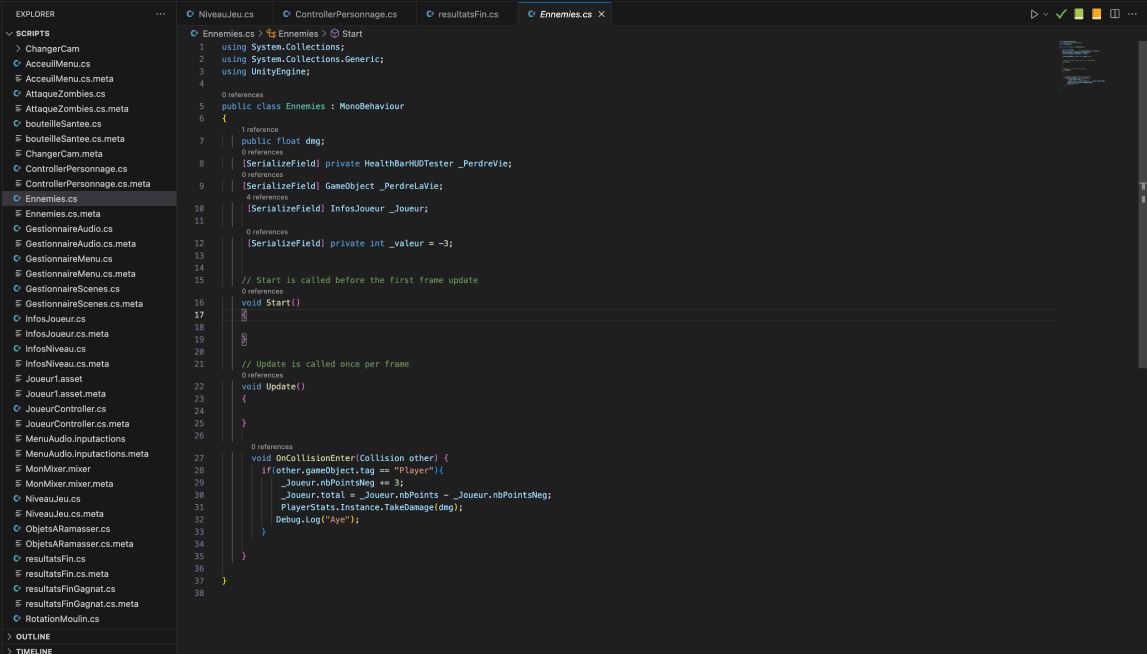 EXPLORER
SCRIPTS
ChangerCam
AcceuilMenu.cs
AcceuilMenu.cs.meta
AttaqueZombies.cs
AttaqueZombies.cs.meta
bouteilleSantee.cs
bouteilleSantee.cs.meta
ChangerCam.meta
ControllerPersonnage.cs
ControllerPersonnage.cs.meta
Ennemies.cs
Ennemies.cs.meta
GestionnaireAudio.cs
GestionnaireAudio.cs.meta
GestionnaireMenu.cs
GestionnaireMenu.cs.meta
GestionnaireScenes.cs
GestionnaireScenes.cs.meta
InfosJoueur.cs
InfosJoueur.cs.meta
InfosNiveau.cs
InfosNiveau.cs.meta
Joueur1.asset
Joueur1.asset.meta
JoueurController.cs
JoueurController.cs.meta
MenuAudio.inputactions
MenuAudio.inputactions.meta
MonMixer.mixer
MonMixer.mixer.meta
NiveauJeu.cs
NiveauJeu.cs.meta
ObjetsARamasser.cs
ObjetsARamasser.cs.meta
resultatsFin.cs
resultatsFin.cs.meta
resultatsFinGagnat.cs
resultatsFinGagnat.cs.meta
RotationMoulin.cs
OUTLINE
TIMELINE
NiveauJeu.cs ControllerPersonnage.cs resultatsFin.cs Ennemies.cs
Ennemies.cs > Ennemies > Start
1 using System.Collections;
2 using System.Collections.Generic;
3 using UnityEngine;
4
0 references
5 public class Ennemies : MonoBehaviour
6 {
1 reference
7 public float dmg;
0 references
8 [SerializeField] private HealthBarHUDTester _PerdreVie;
0 references
9 [SerializeField] GameObject _PerdreLaVie;
4 references
10 [SerializeField] InfosJoueur _Joueur;
11
0 references
12 [SerializeField] private int _valeur = -3;
13
14
15 // Start is called before the first frame update
0 references
16 void Start()
17 {
18
19 }
20
21 // Update is called once per frame
0 references
22 void Update()
23 {
24
25 }
26
0 references
27 void OnCollisionEnter(Collision other) {
28 if(other.gameObject.tag == "Player"){
29 _Joueur.nbPointsNeg += 3;
30 _Joueur.total = _Joueur.nbPoints - _Joueur.nbPointsNeg;
31 PlayerStats.Instance.TakeDamage(dmg);
32 Debug.Log("Aye");
33 }
34
35 }
36
37 }
38